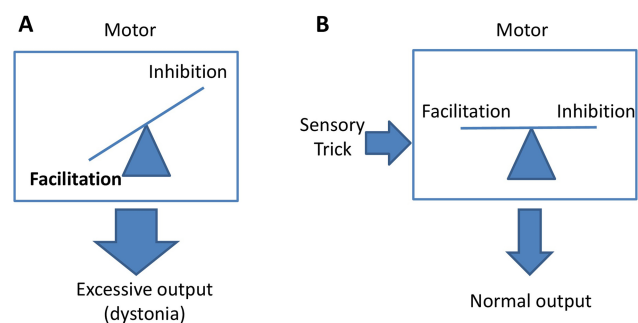 A
Motor
Inhibition
Facilitation
Excessive output
(dystonia)
B
Motor
Sensory
Trick
Facilitation
Inhibition
Normal output